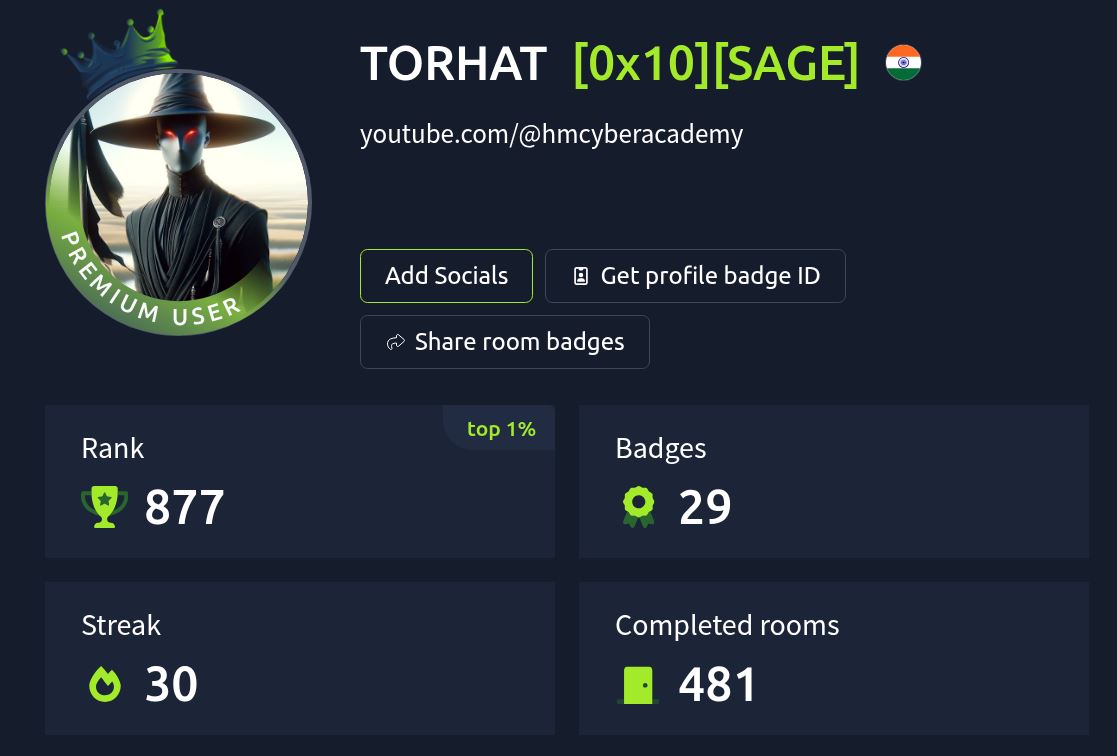 TORHAT [0x10][SAGE]
youtube.com/@hmcyberacademy
PREMIUM USER
Add Socials
Get profile badge ID
Share room badges
top 1%
Rank
877
Badges
29
Streak
30
Completed rooms
481